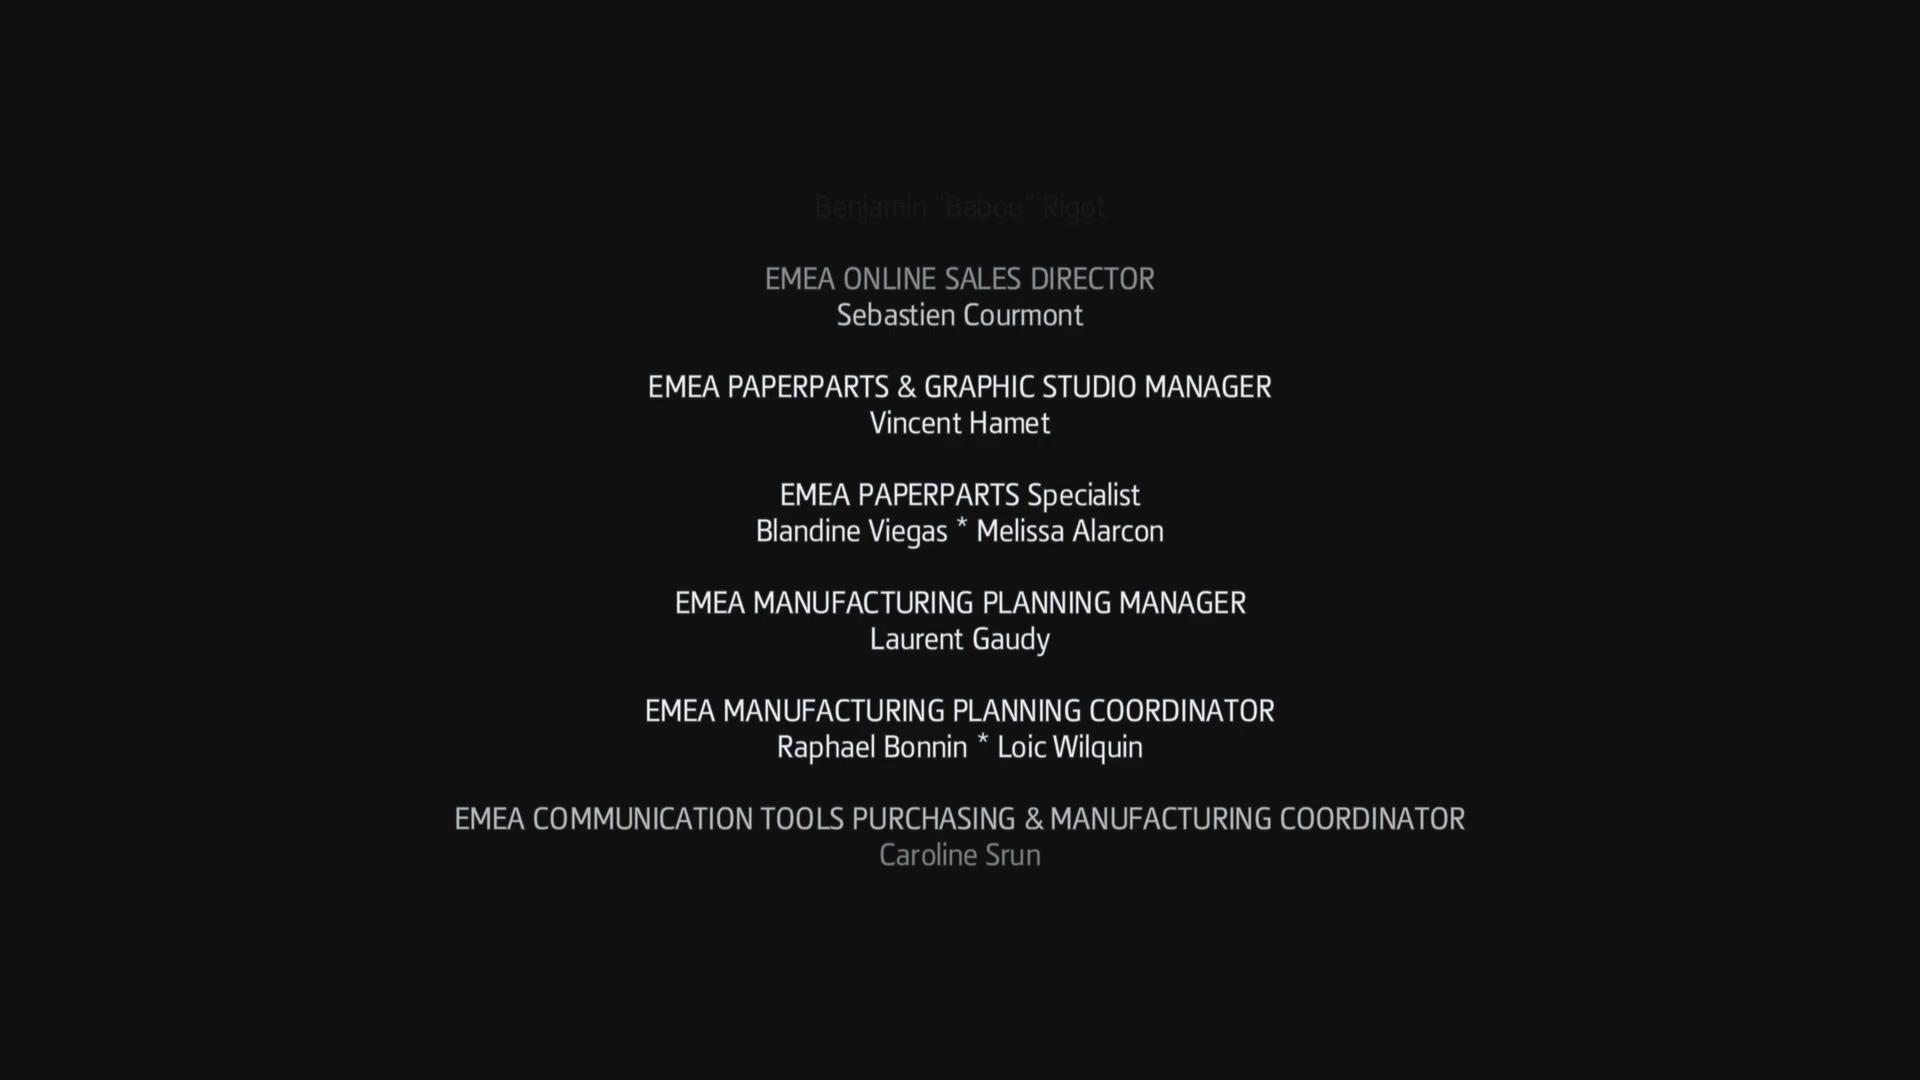 Benjamin "Babou" Rigot
EMEA ONLINE SALES DIRECTOR
Sebastien Courmont
EMEA PAPERPARTS & GRAPHIC STUDIO MANAGER
Vincent Hamet
EMEA PAPERPARTS Specialist
Blandine Viegas * Melissa Alarcon
EMEA MANUFACTURING PLANNING MANAGER
Laurent Gaudy
EMEA MANUFACTURING PLANNING COORDINATOR
Raphael Bonnin * Loic Wilquin
EMEA COMMUNICATION TOOLS PURCHASING & MANUFACTURING COORDINATOR
Caroline Srun